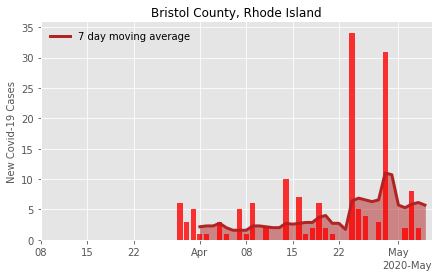 Bristol County, Rhode Island
7 day moving average
New Covid-19 Cases
35
30
25
20
15
10
5
0
08 15 22 Apr 08 15 22 May
2020-May